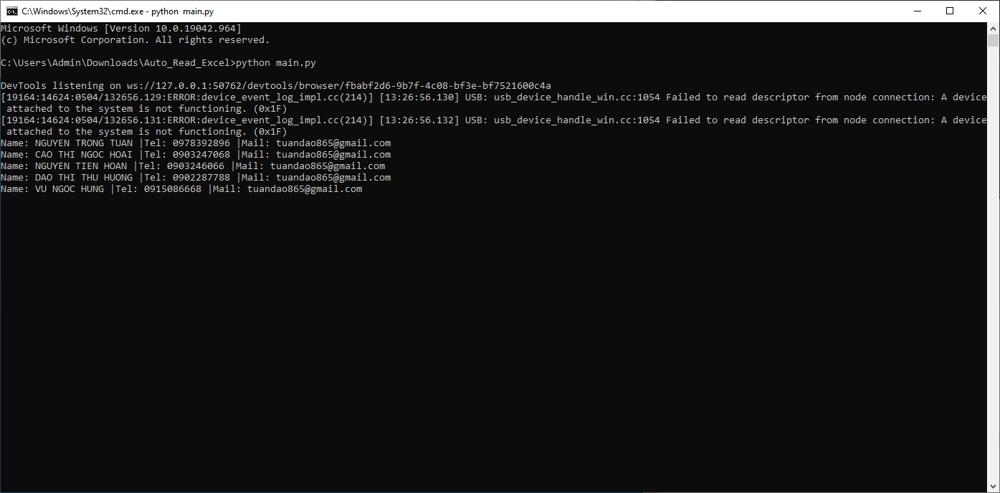 C:\Windows\System32\cmd.exe - python  main.py
Microsoft Windows [Version 10.0.19042.964]
(c) Microsoft Corporation. All rights reserved.
C:\Users\Admin\Downloads\Auto_Read_Excel>python main.py
DevTools listening on ws://127.0.0.1:50762/devtools/browser/fbabf2d6-9b7f-4c08-bf3e-bf7521600c4a
[19164:14624:0504/132656.129:ERROR:device_event_log_impl.cc(214)] [13:26:56.130] USB: usb_device_handle_win.cc:1054 Failed to read descriptor from node connection: A device
 attached to the system is not functioning. (0x1F)
[19164:14624:0504/132656.131:ERROR:device_event_log_impl.cc(214)] [13:26:56.132] USB: usb_device_handle_win.cc:1054 Failed to read descriptor from node connection: A device
 attached to the system is not functioning. (0x1F)
Name: NGUYEN TRONG TUAN |Tel: 0978392896 |Mail: tuandao865@gmail.com
Name: CAO THI NGOC HOAI |Tel: 0903247068 |Mail: tuandao865@gmail.com
Name: NGUYEN TIEN HOAN |Tel: 0903246066 |Mail: tuandao865@gmail.com
Name: DAO THI THU HUONG |Tel: 0902287788 |Mail: tuandao865@gmail.com
Name: VU NGOC HUNG |Tel: 0915086668 |Mail: tuandao865@gmail.com